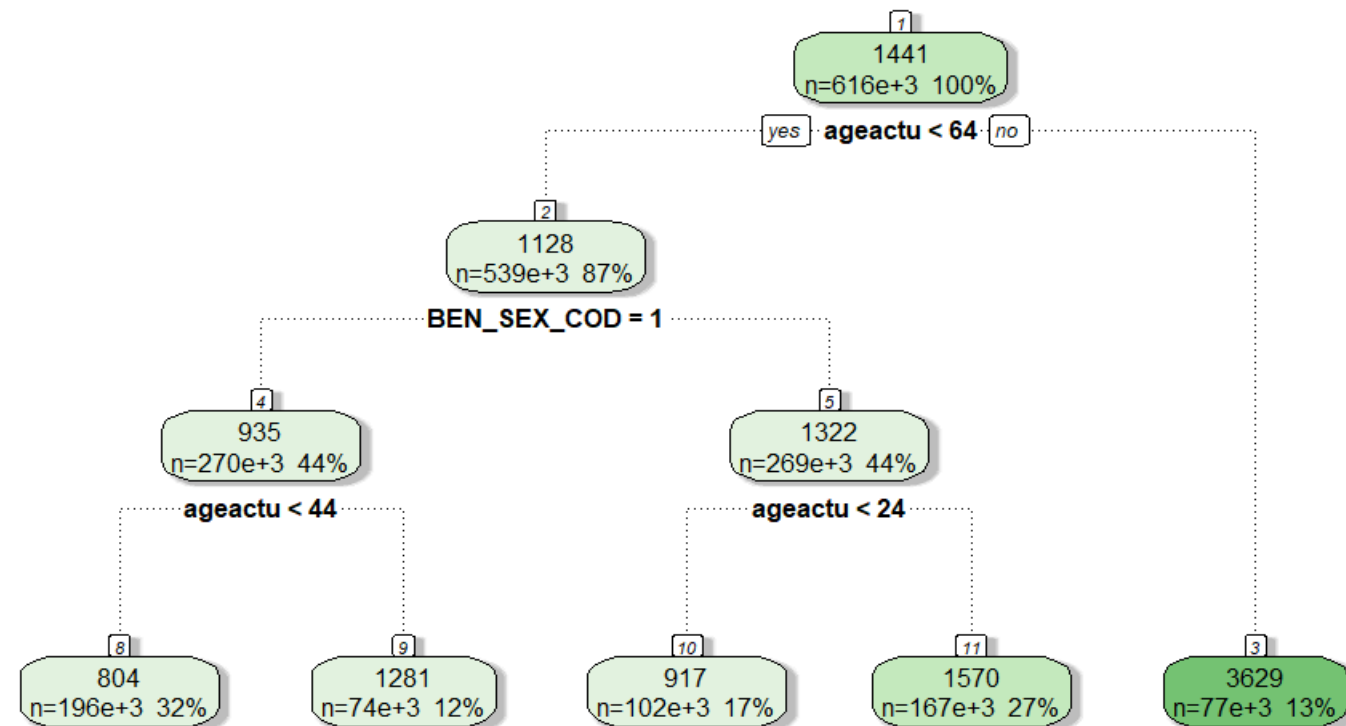 1
1441
n=616e+3 100%
yes ageactu < 64 no
2
1128
n=539e+3 87%
BEN_SEX_COD = 1
4
935
n=270e+3 44%
5
1322
n=269e+3 44%
ageactu < 44
ageactu < 24
8
804
n=196e+3 32%
9
1281
n=74e+3 12%
10
917
n=102e+3 17%
11
1570
n=167e+3 27%
3
3629
n=77e+3 13%